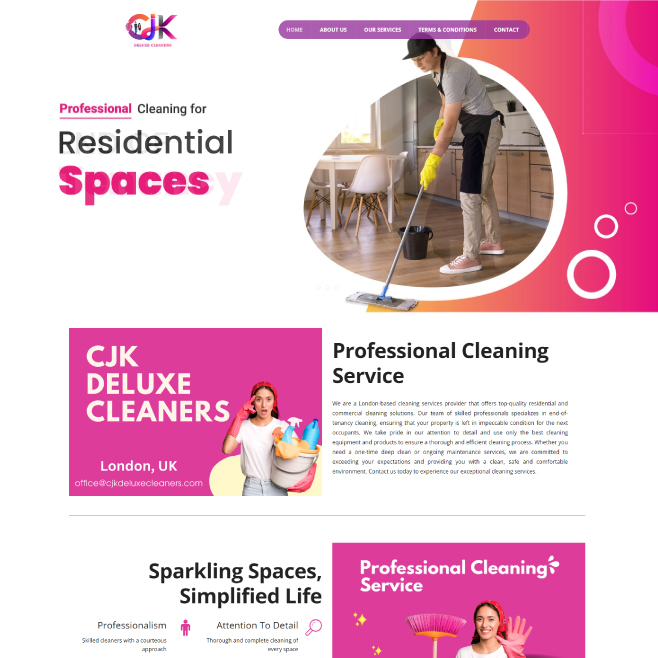 CJK
DELUXE CLEANERS
HOME ABOUT US OUR SERVICES TERMS & CONDITIONS CONTACT
Professional Cleaning for
Residential
Spaces
CJK
DELUXE
CLEANERS
London, UK
office@cjkdeluxecleaners.com
Professional Cleaning
Service
We are a London-based cleaning services provider that offers top-quality residential and
commercial cleaning solutions. Our team of skilled professionals specializes in end-of-
tenancy cleaning, ensuring that your property is left in impeccable condition for the next
occupants. We take pride in our attention to detail and use only the best cleaning
equipment and products to ensure a thorough and efficient cleaning process. Whether you
need a one-time deep clean or ongoing maintenance services, we are committed to
exceeding your expectations and providing you with a clean, safe and comfortable
environment. Contact us today to experience our exceptional cleaning services.
Sparkling Spaces,
Simplified Life
Professionalism
Skilled cleaners with a courteous
approach
Attention To Detail
Thorough and complete cleaning of
every space
Professional Cleaning
Service